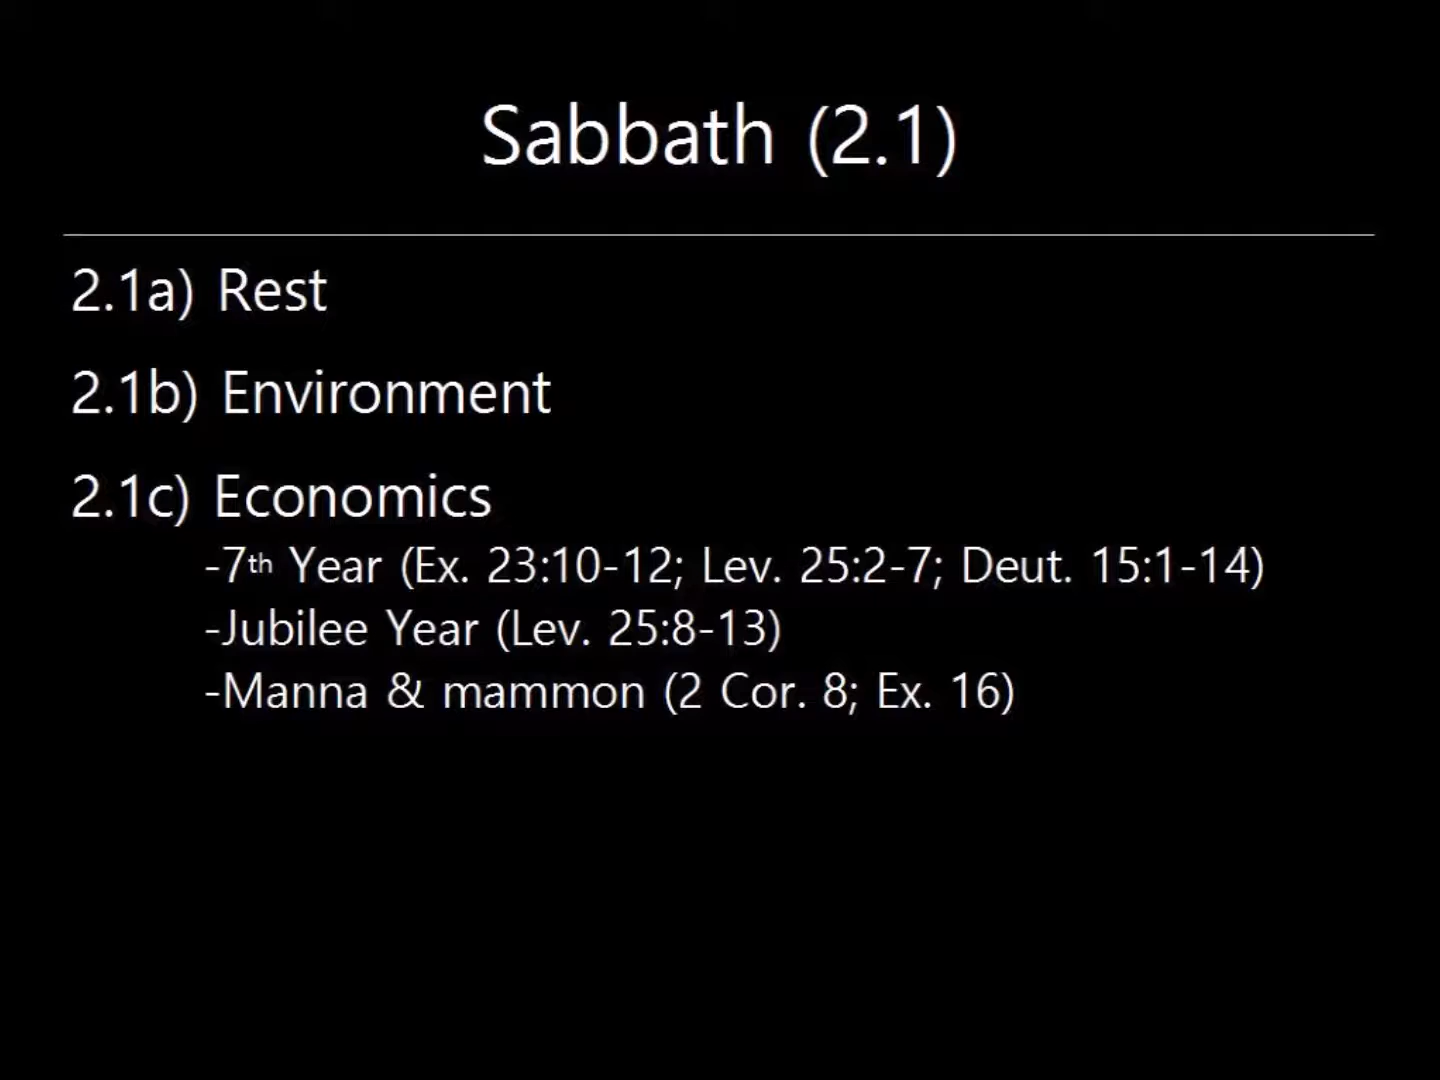 Sabbath (2.1)
2.1a) Rest
2.1b) Environment
2.1c) Economics
-7th Year (Ex. 23:10-12; Lev. 25:2-7; Deut. 15:1-14)
-Jubilee Year (Lev. 25:8-13)
-Manna & mammon (2 Cor. 8; Ex. 16)